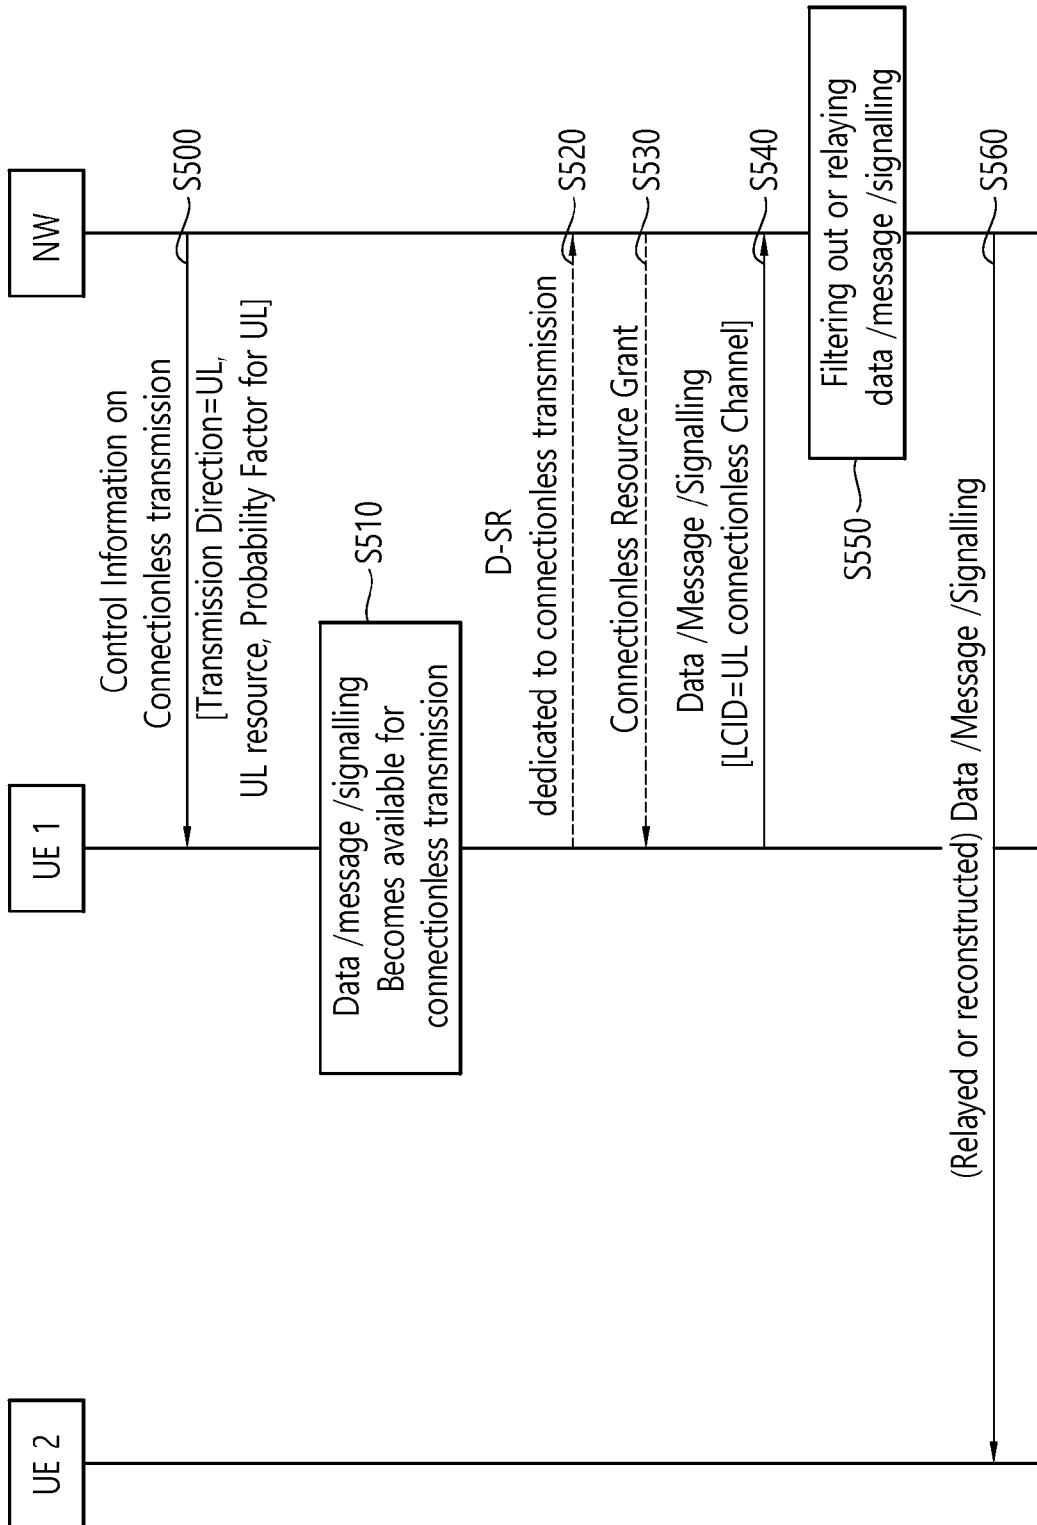 UE 2
UE 1
NW
Control Information on
Connectionless transmission
[Transmission Direction=UL,
UL resource, Probability Factor for UL]
S500
Data /message /signalling
Becomes available for
connectionless transmission
S510
D-SR
dedicated to connectionless transmission
S520
Connectionless Resource Grant
S530
Data /Message /Signalling
[LCID=UL connectionless Channel]
S540
Filtering out or relaying
data /message /signalling
S550
(Relayed or reconstructed) Data /Message /Signalling
S560